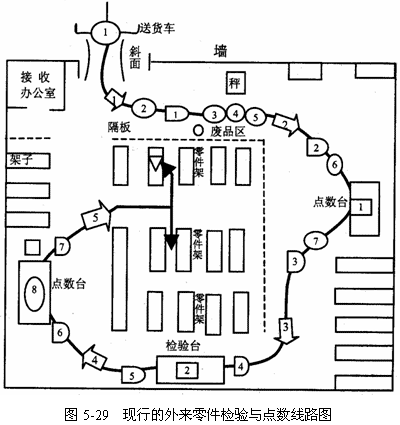 1
送货车
斜面
墙
接收
办公室
秤
1
2
1
3
4
5
2
隔板
废品区
2
6
架子
零件架
点数台
1
5
7
7
零件架
3
点数台
8
零件架
3
6
检验台
4
5
2
4
图 5-29 现行的外来零件检验与点数线路图